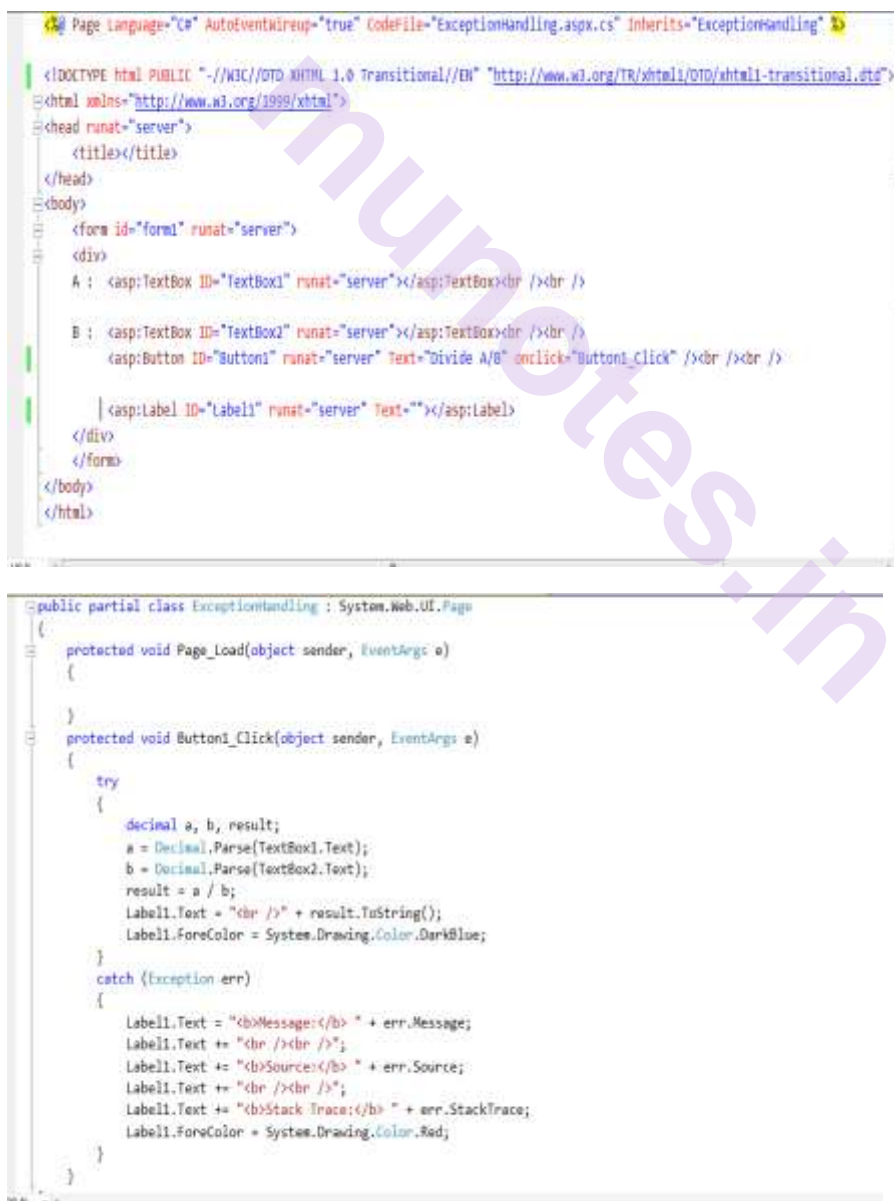 <%@ Page Language="C#" AutoEventWireup="true" CodeFile="ExceptionHandling.aspx.cs" Inherits="ExceptionHandling" %>
<!DOCTYPE html PUBLIC "-//W3C//DTD XHTML 1.0 Transitional//EN" "http://www.w3.org/TR/xhtml1/DTD/xhtml1-transitional.dtd">
<html xmlns="http://www.w3.org/1999/xhtml">
<head runat="server">
<title></title>
</head>
<body>
<form id="form1" runat="server">
<div>
A : <asp:TextBox ID="TextBox1" runat="server"></asp:TextBox><br /><br />
B : <asp:TextBox ID="TextBox2" runat="server"></asp:TextBox><br /><br />
<asp:Button ID="Button1" runat="server" Text="Divide A/B" onclick="Button1_Click" /><br /><br />
<asp:Label ID="Label1" runat="server" Text=""></asp:Label>
</div>
</form>
</body>
</html>
munotes.in
public partial class ExceptionHandling : System.Web.UI.Page
{
protected void Page_Load(object sender, EventArgs e)
{
}
protected void Button1_Click(object sender, EventArgs e)
{
try
{
decimal a, b, result;
a = Decimal.Parse(TextBox1.Text);
b = Decimal.Parse(TextBox2.Text);
result = a / b;
Label1.Text = "<br />" + result.ToString();
Label1.ForeColor = System.Drawing.Color.DarkBlue;
}
catch (Exception err)
{
Label1.Text = "<b>Message:</b> " + err.Message;
Label1.Text += "<br /><br />";
Label1.Text += "<b>Source:</b> " + err.Source;
Label1.Text += "<br /><br />";
Label1.Text += "<b>Stack Trace:</b> " + err.StackTrace;
Label1.ForeColor = System.Drawing.Color.Red;
}
}